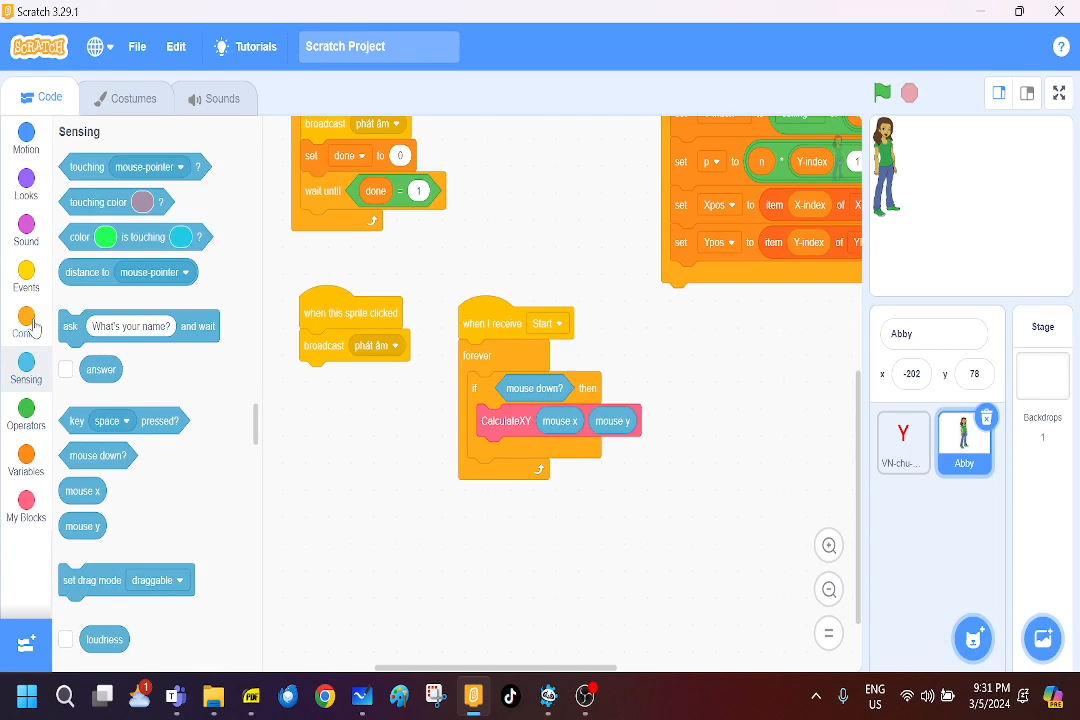 Scratch 3.29.1
SCRATCH
File
Edit
Tutorials
Scratch Project
?
Code
Costumes
Sounds
Motion
Looks
Sound
Events
Sensing
Operators
Variables
My Blocks
Sensing
touching mouse-pointer ?
touching color ?
color is touching ?
distance to mouse-pointer
ask What's your name? and wait
answer
key space pressed?
mouse down?
mouse x
mouse y
set drag mode draggable
loudness
broadcast phát âm
set done to 0
wait until done = 1
when this sprite clicked
broadcast phát âm
when I receive Start
forever
if mouse down? then
CalculateXY mouse x mouse y
set p to n * Y-index 1
set Xpos to item X-index of X
set Ypos to item Y-index of
Abby
x -202 y 78
Y
VN-chu-...
Abby
Stage
Backdrops
1
1
PDF
ENG
US
9:31 PM
3/5/2024
PRE